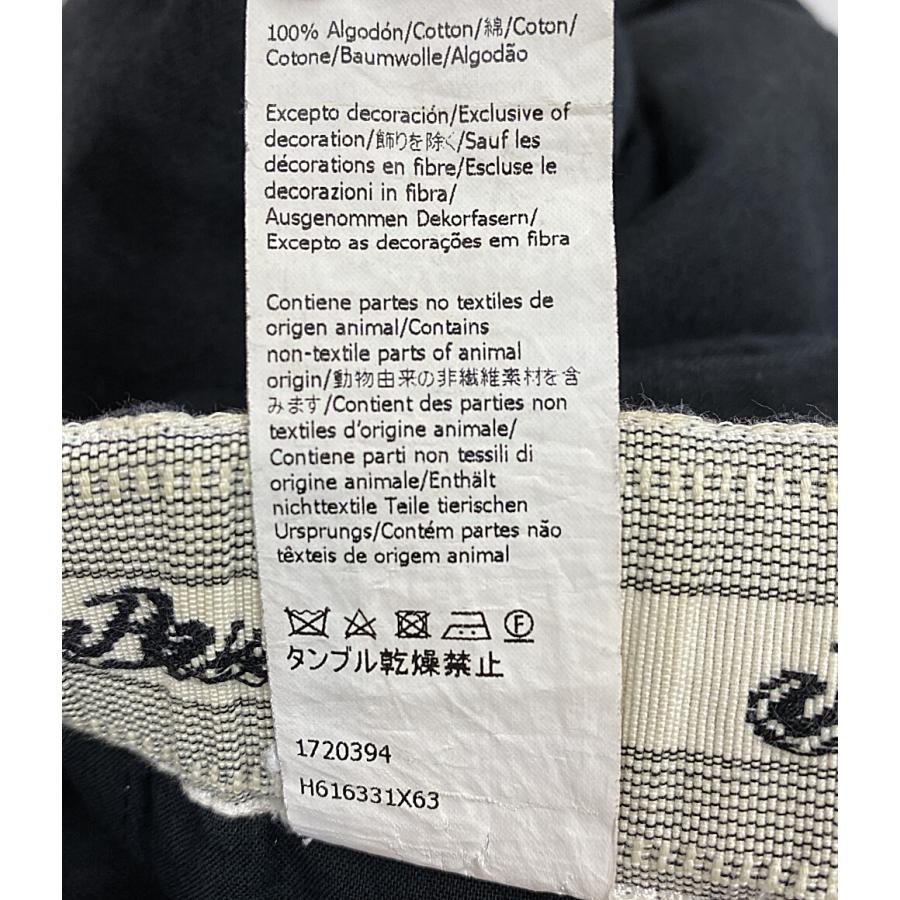 100% Algodón/Cotton/綿/Coton/
Cotone/Baumwolle/Algodão
Excepto decoración/Exclusive of
decoration/飾りを除く/Sauf les
décorations en fibre/Escluse le
decorazioni in fibra/
Ausgenommen Dekorfasern/
Excepto as decorações em fibra
Contiene partes no textiles de
origen animal/Contains
non-textile parts of animal
origin/動物由来の非繊維素材を含
みます/Contient des parties non
textiles d'origine animale/
Contiene parti non tessili di
origine animale/Enthält
nichttextile Teile tierischen
Ursprungs/Contém partes não
têxteis de origem animal
F
タンブル乾燥禁止
1720394
H616331X63